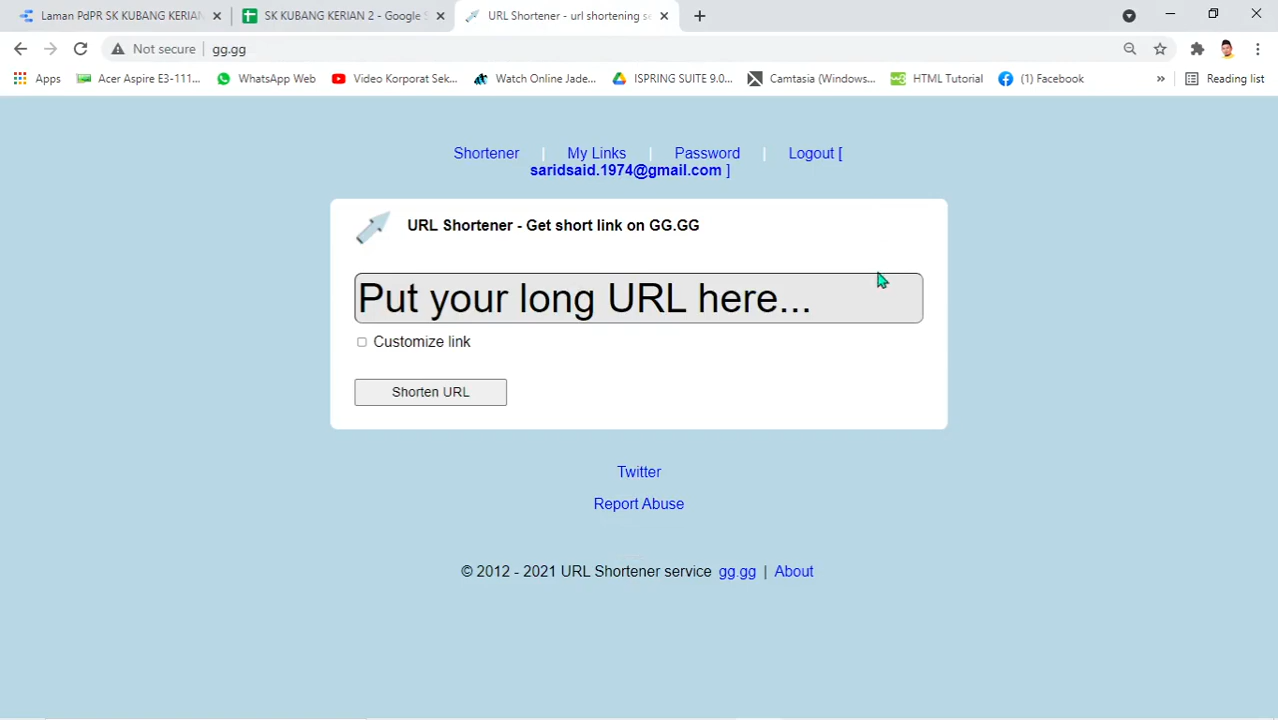 Laman PdPR SK KUBANG KERIAN
SK KUBANG KERIAN 2 - Google S
URL Shortener - url shortening se
Not secure | gg.gg
Apps
Acer Aspire E3-111...
WhatsApp Web
Video Korporat Sek...
Watch Online Jade...
ISPRING SUITE 9.0...
Camtasia (Windows...
HTML Tutorial
(1) Facebook
»
Reading list
Shortener | My Links | Password | Logout [
saridsaid.1974@gmail.com ]
URL Shortener - Get short link on GG.GG
Put your long URL here...
Customize link
Shorten URL
Twitter
Report Abuse
© 2012 - 2021 URL Shortener service gg.gg | About